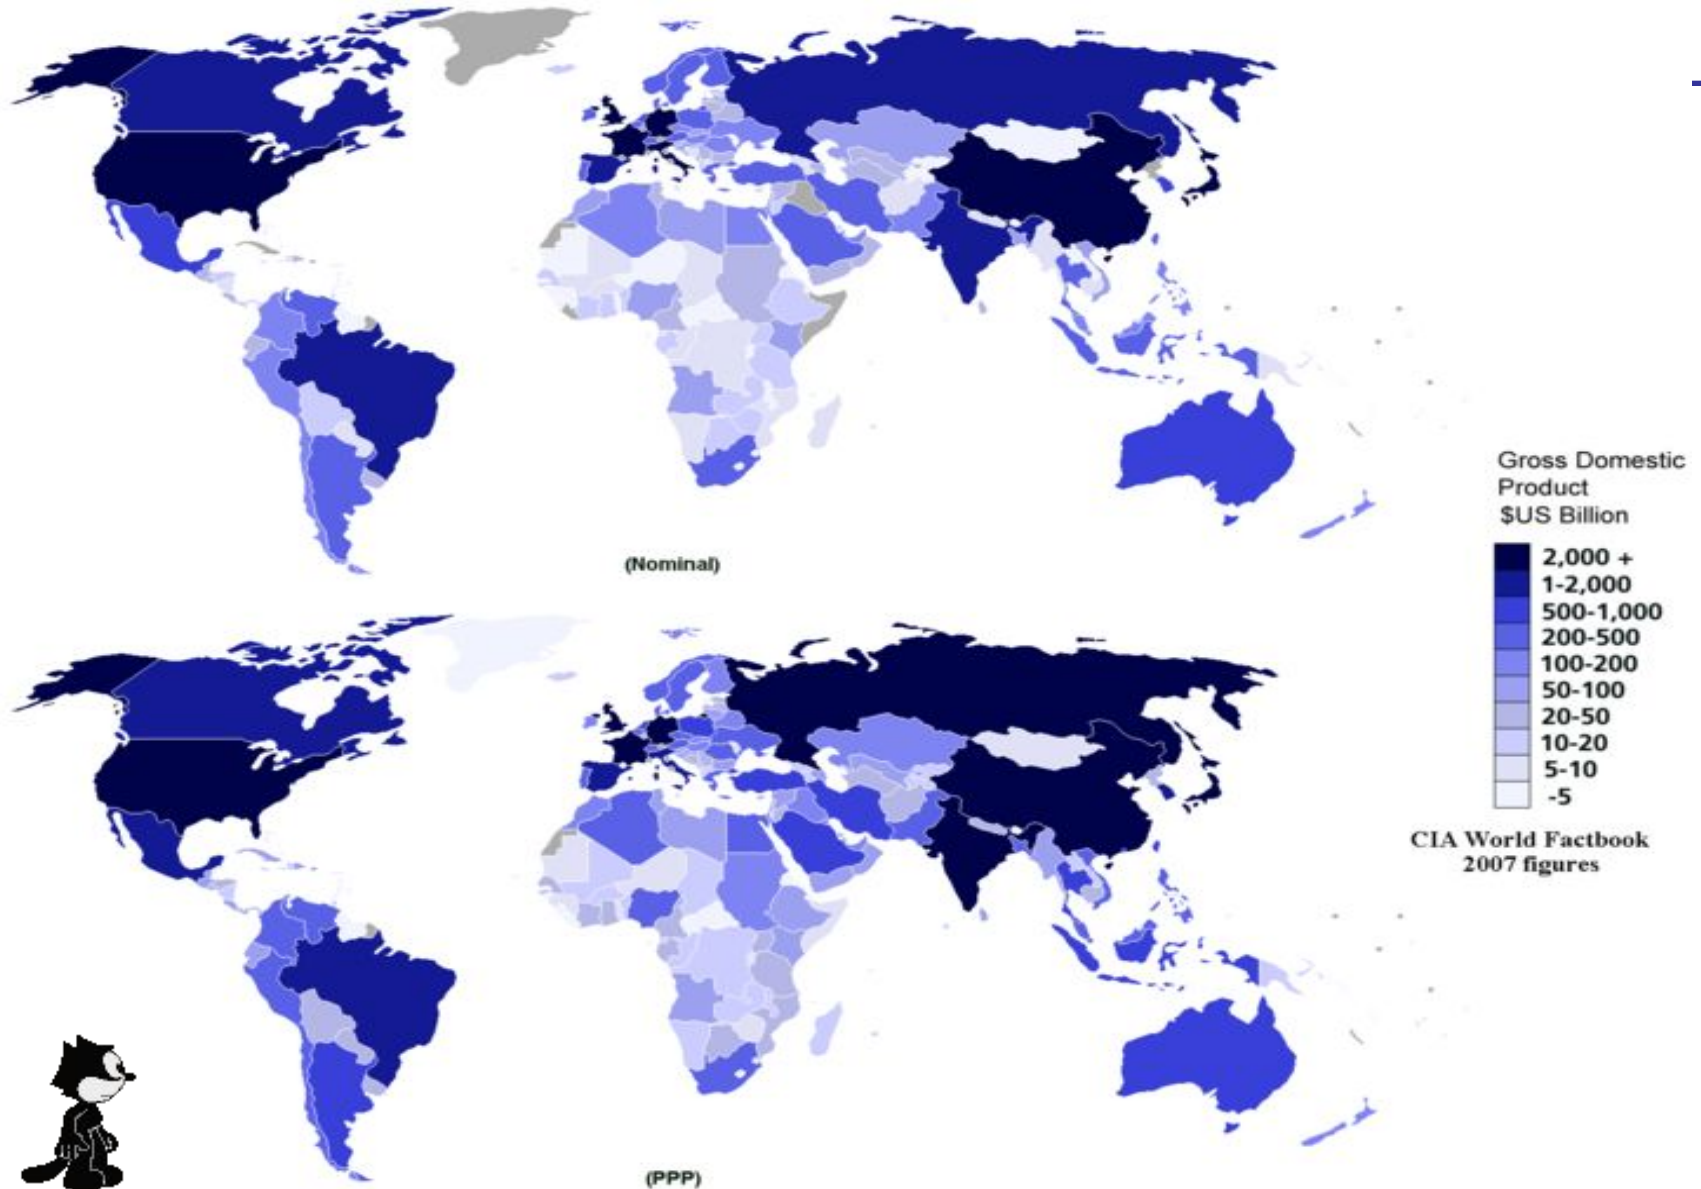 Gross Domestic
Product
$US Billion
2,000 +
1-2,000
500-1,000
200-500
100-200
50-100
20-50
10-20
5-10
-5
(Nominal)
CIA World Factbook
2007 figures
(PPP)